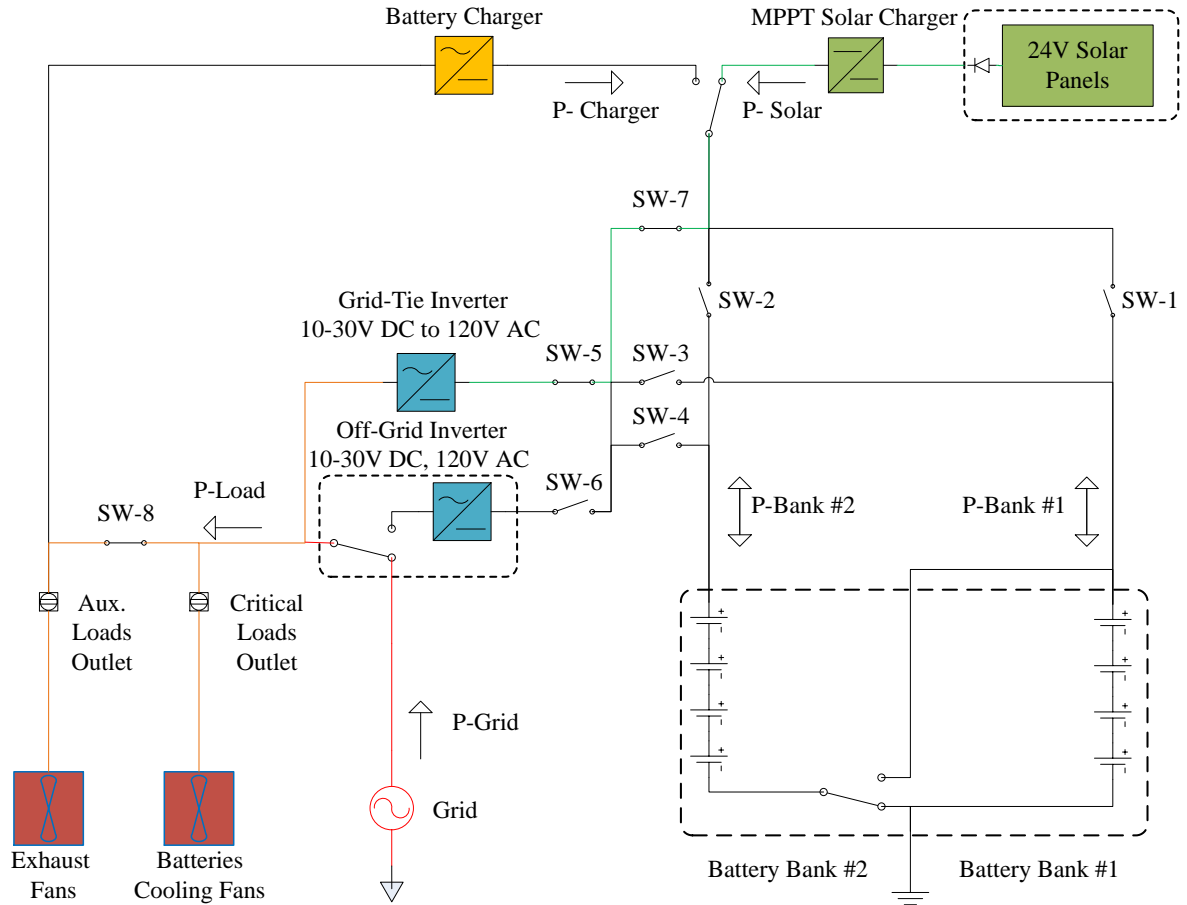 Battery Charger
MPPT Solar Charger
24V Solar
Panels
P- Charger
P- Solar
SW-7
SW-2
SW-1
Grid-Tie Inverter
10-30V DC to 120V AC
SW-5
SW-3
SW-4
Off-Grid Inverter
10-30V DC, 120V AC
SW-6
P-Load
SW-8
P-Bank #2
P-Bank #1
Aux.
Loads
Outlet
Critical
Loads
Outlet
P-Grid
Grid
Exhaust
Fans
Batteries
Cooling Fans
Battery Bank #2
Battery Bank #1